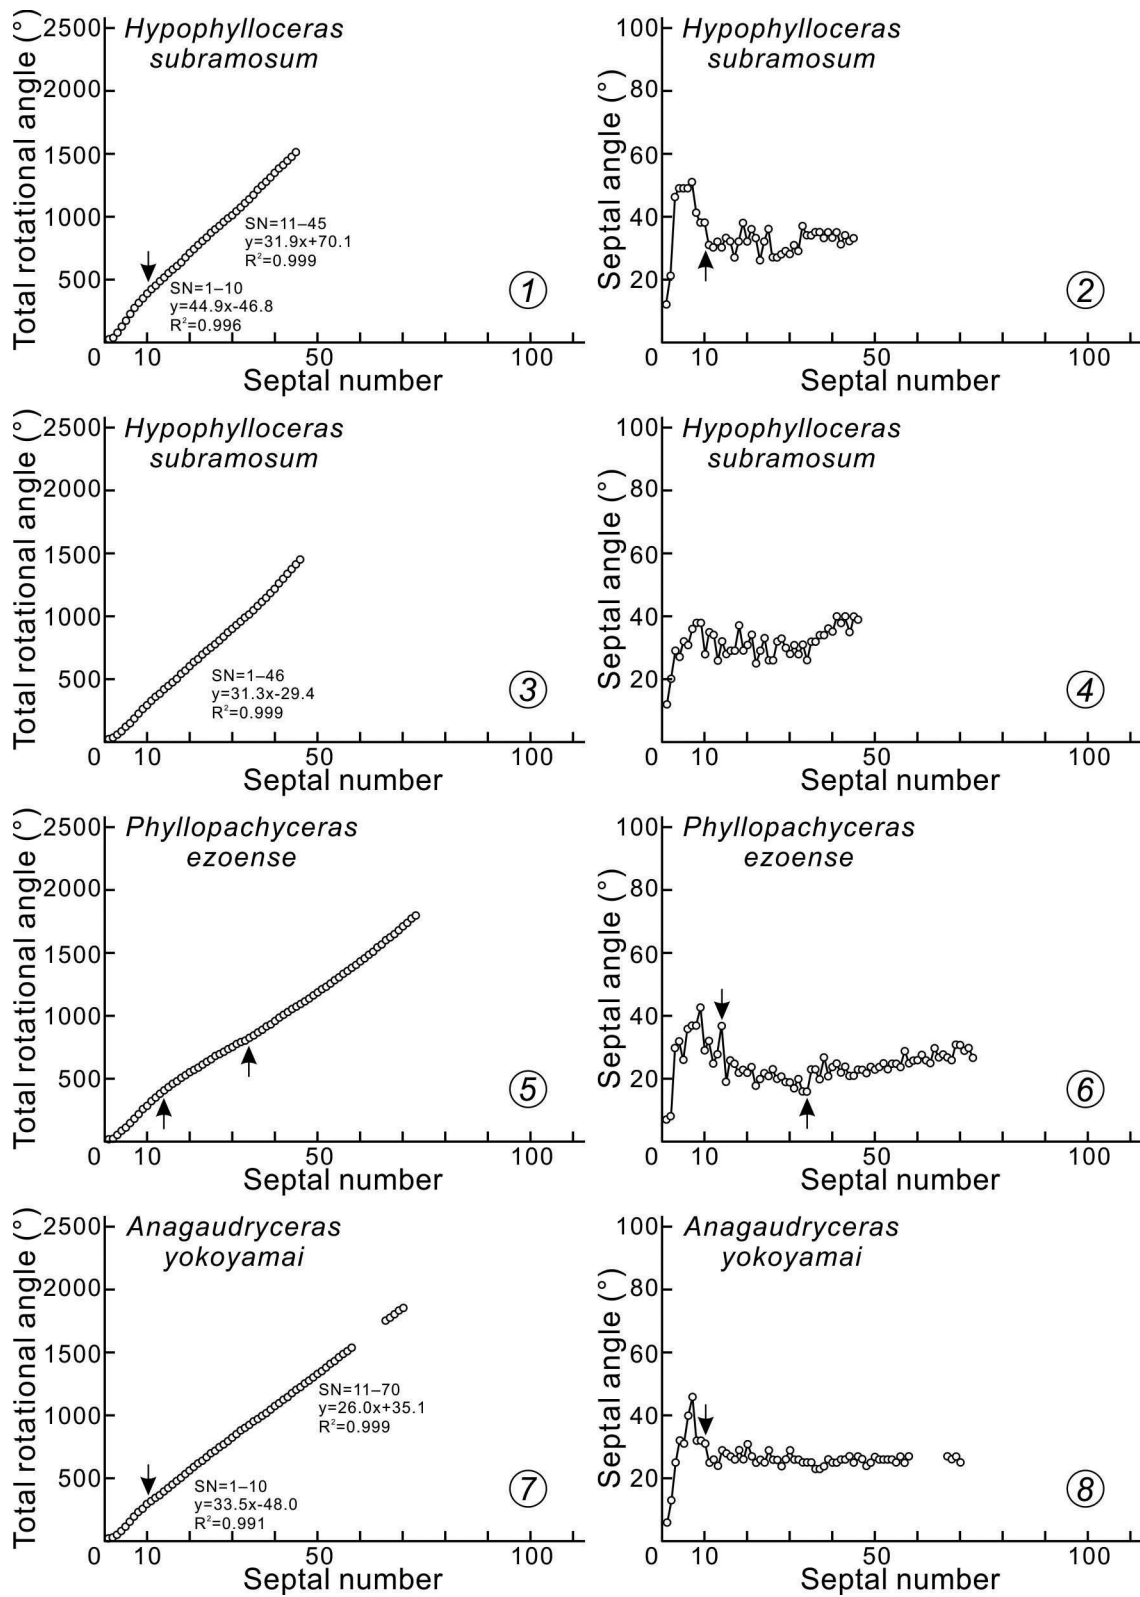 Hypophylloceras
subramosum
Total rotational angle (°)
2500
2000
1500
1000
500
0
10
50
100
Septal number
SN=11–45
y=31.9x+70.1
R²=0.999
SN=1–10
y=44.9x-46.8
R²=0.996
1
Hypophylloceras
subramosum
Septal angle (°)
100
80
60
40
20
0
10
50
100
Septal number
2
Hypophylloceras
subramosum
Total rotational angle (°)
2500
2000
1500
1000
500
0
10
50
100
Septal number
SN=1–46
y=31.3x-29.4
R²=0.999
3
Hypophylloceras
subramosum
Septal angle (°)
100
80
60
40
20
0
10
50
100
Septal number
4
Phyllopachyceras
ezoense
Total rotational angle (°)
2500
2000
1500
1000
500
0
10
50
100
Septal number
5
Phyllopachyceras
ezoense
Septal angle (°)
100
80
60
40
20
0
10
50
100
Septal number
6
Anagaudryceras
yokoyamai
Total rotational angle (°)
2500
2000
1500
1000
500
0
10
50
100
Septal number
SN=11–70
y=26.0x+35.1
R²=0.999
SN=1–10
y=33.5x-48.0
R²=0.991
7
Anagaudryceras
yokoyamai
Septal angle (°)
100
80
60
40
20
0
10
50
100
Septal number
8